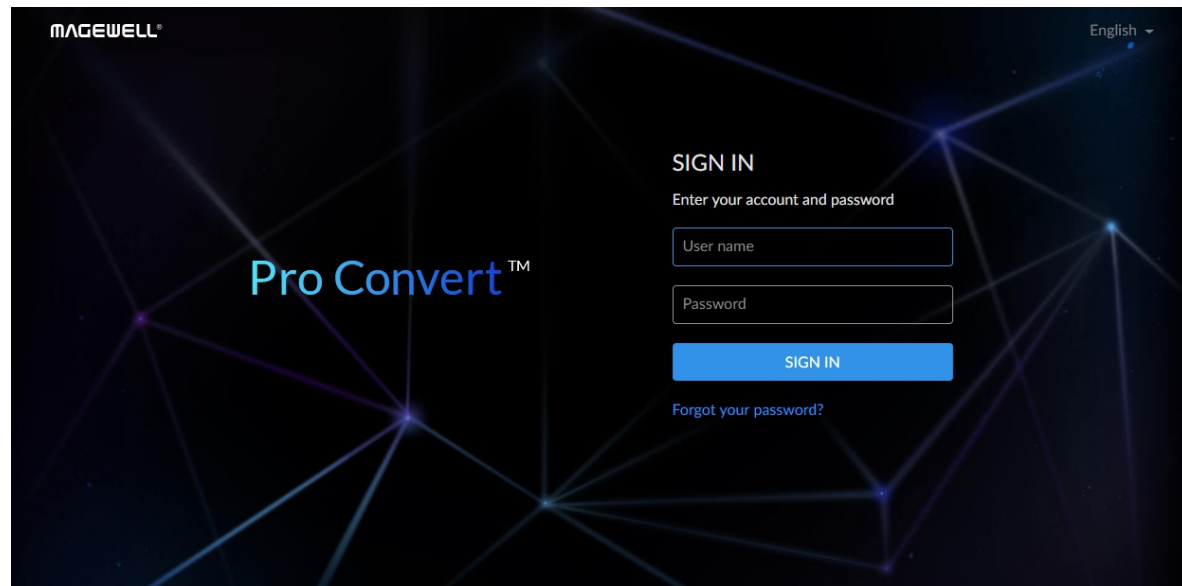 MAGEWELL®
English
SIGN IN
Enter your account and password
User name
Pro Convert™
Password
SIGN IN
Forgot your password?